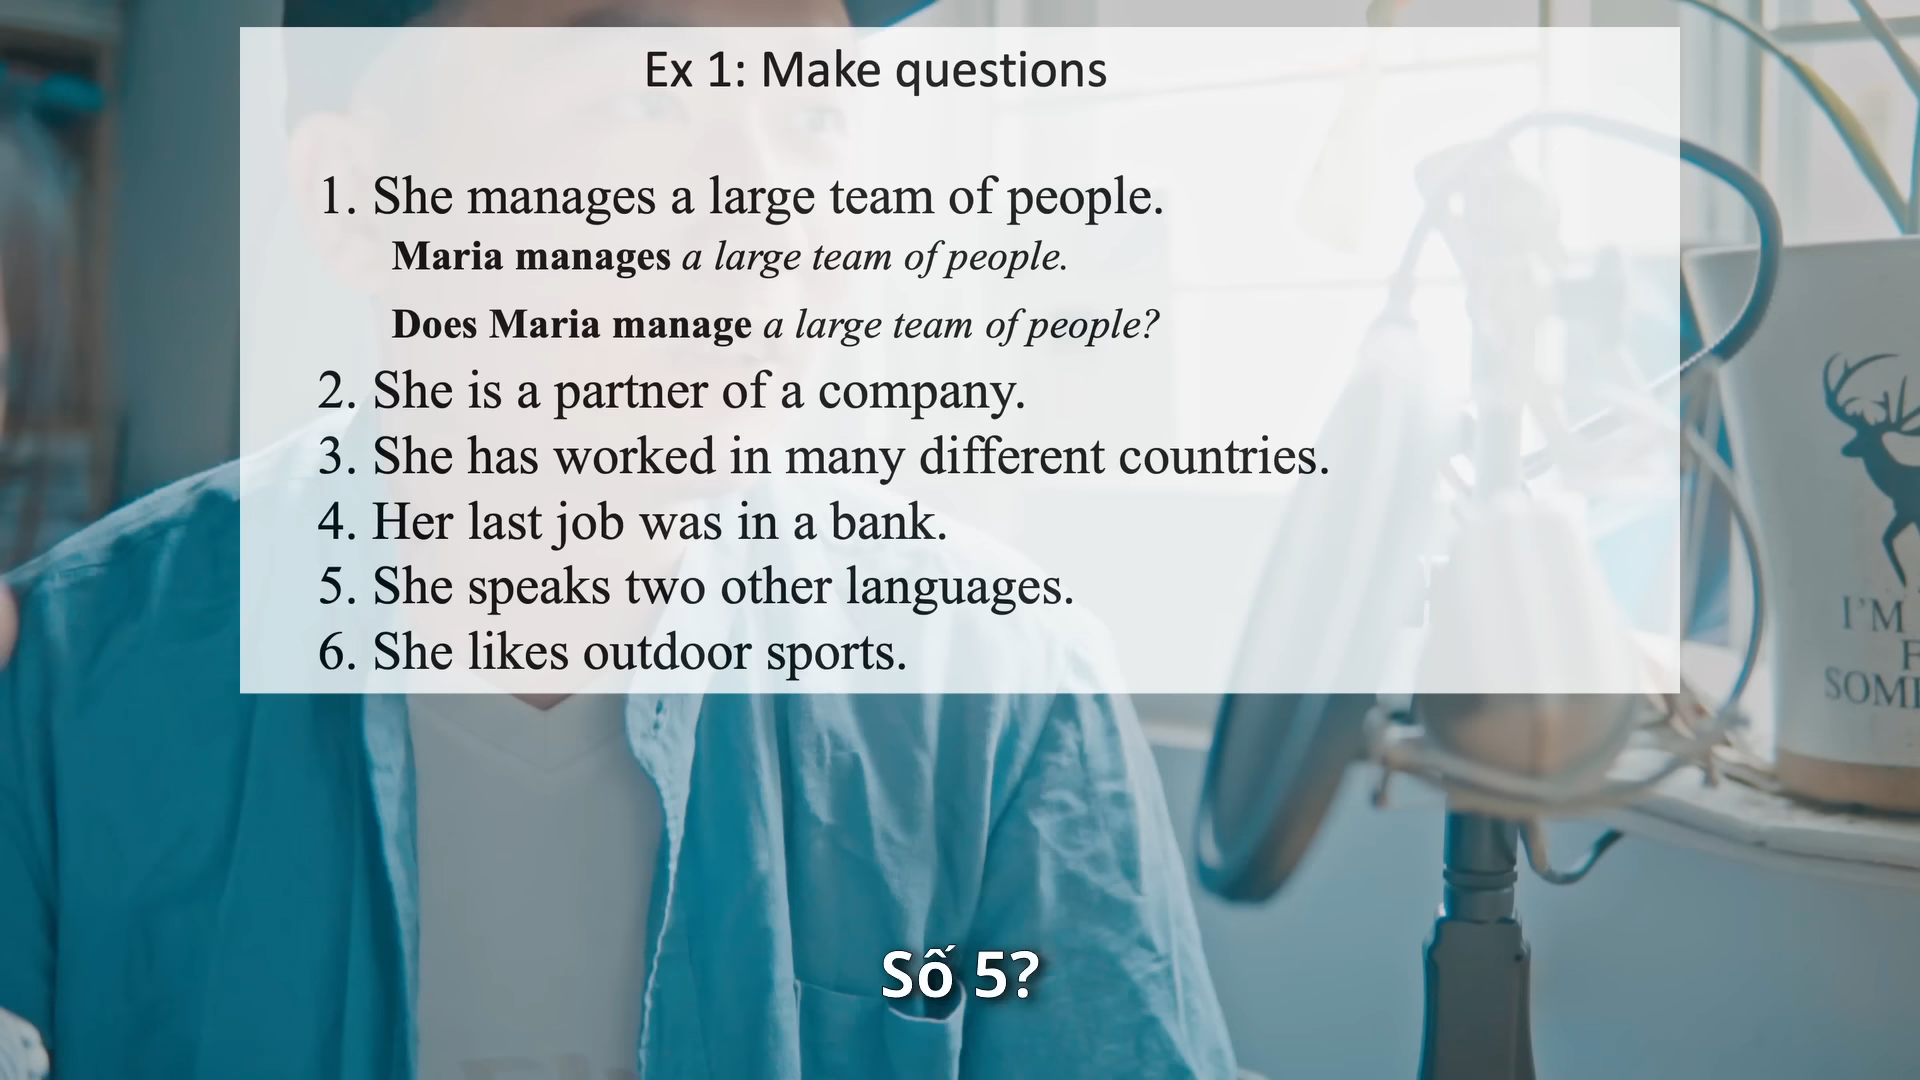 Ex 1: Make questions
1. She manages a large team of people.
Maria manages a large team of people.
Does Maria manage a large team of people?
2. She is a partner of a company.
3. She has worked in many different countries.
4. Her last job was in a bank.
5. She speaks two other languages.
6. She likes outdoor sports.
I'M
Số 5?